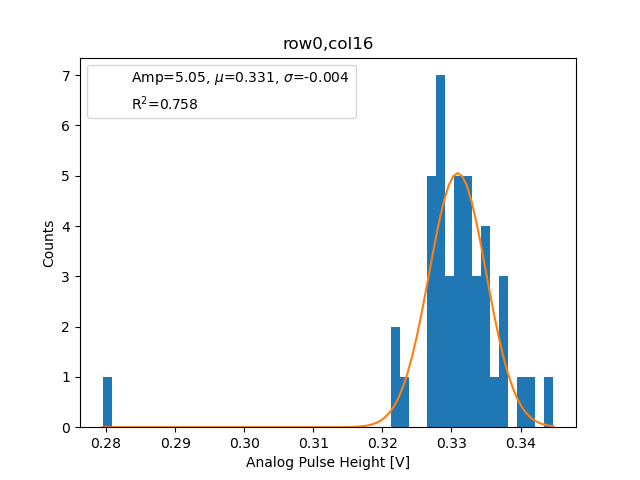 row0,col16
Amp=5.05, μ=0.331, σ=-0.004
R²=0.758
7
6
5
4
3
2
1
0
Counts
0.28 0.29 0.30 0.31 0.32 0.33 0.34
Analog Pulse Height [V]